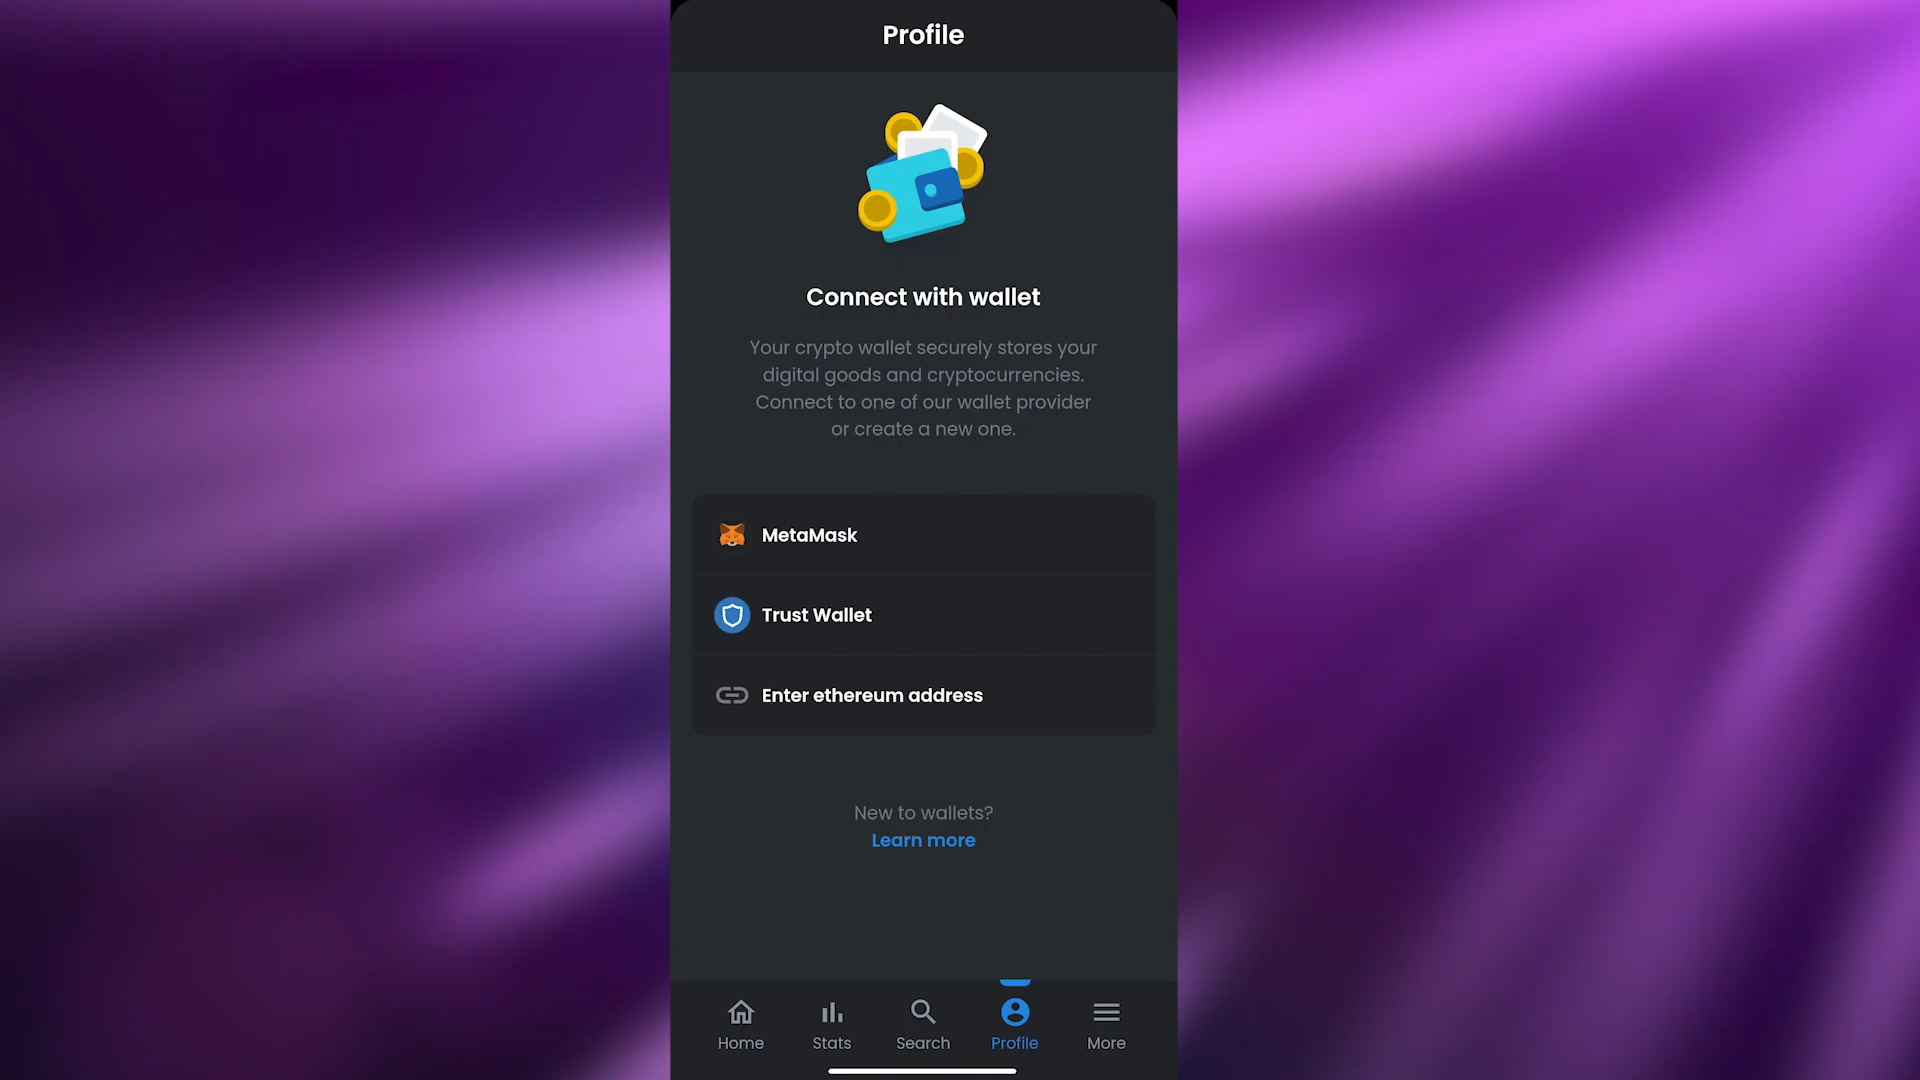 Profile
Connect with wallet
Your crypto wallet securely stores your
digital goods and cryptocurrencies.
Connect to one of our wallet provider
or create a new one.
MetaMask
Trust Wallet
Enter ethereum address
New to wallets?
Learn more
Home
Stats
Search
Profile
More